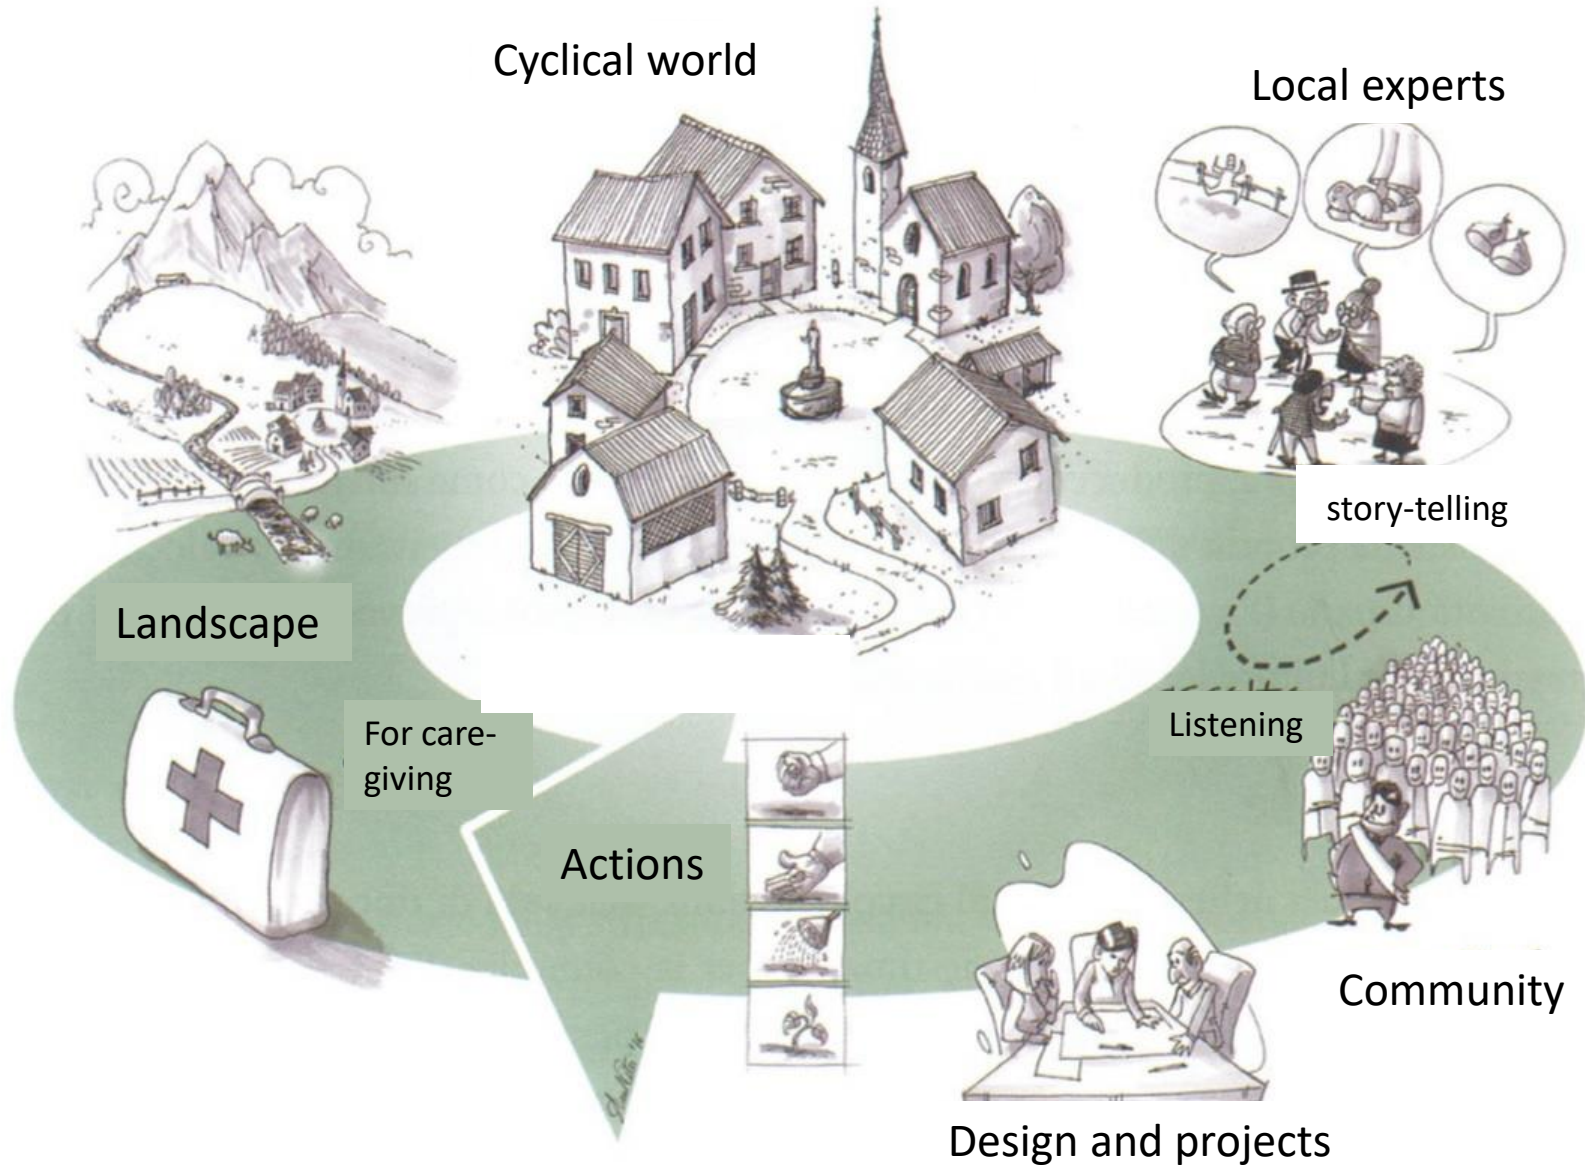 Cyclical world
Local experts
story-telling
Landscape
For care-
giving
Listening
Actions
Community
Design and projects